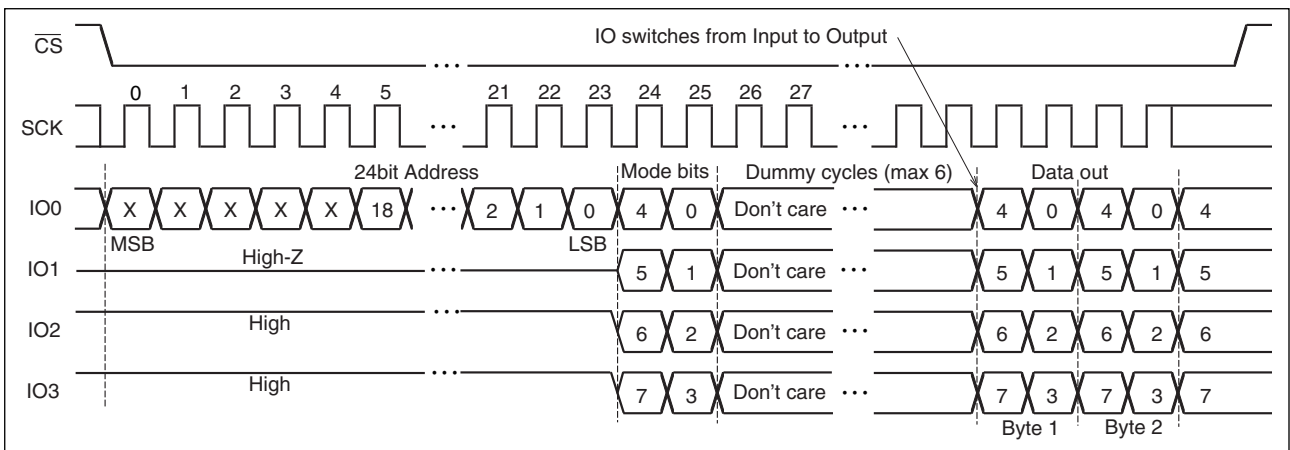 CS IO switches from Input to Output
0 1 2 3 4 5 21 22 23 24 25 26 27
SCK
24bit Address Mode bits Dummy cycles (max 6) Data out
IO0 X X X X X 18 2 1 0 4 0 Don't care 4 0 4 0 4
MSB LSB
IO1 High-Z 5 1 Don't care 5 1 5 1 5
IO2 High 6 2 Don't care 6 2 6 2 6
IO3 High 7 3 Don't care 7 3 7 3 7
Byte 1 Byte 2